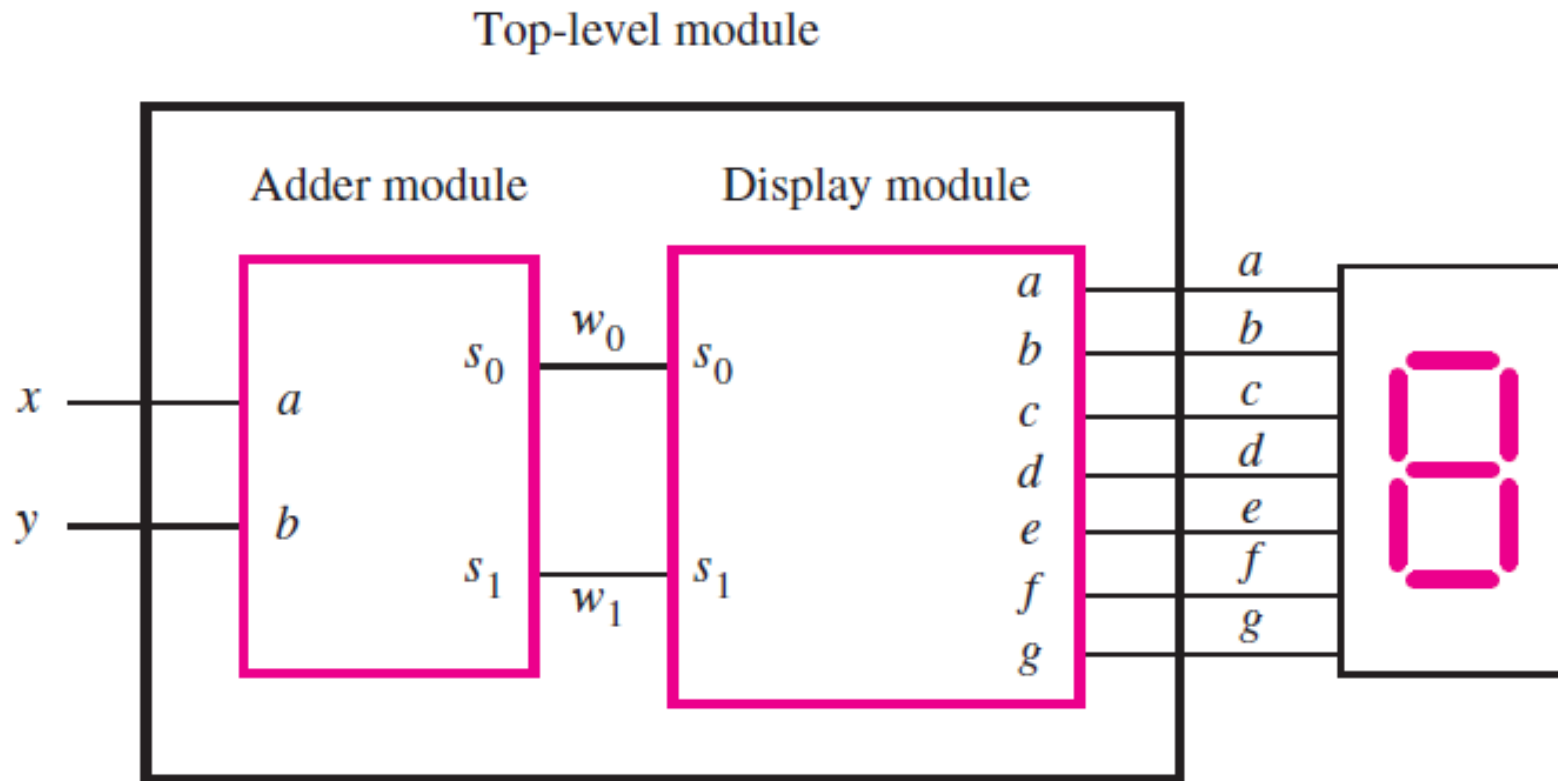 Top-level module
Adder module
Display module
x
y
a
b
s₀
s₁
w₀
w₁
s₀
s₁
a
b
c
d
e
f
g
a
b
c
d
e
f
g